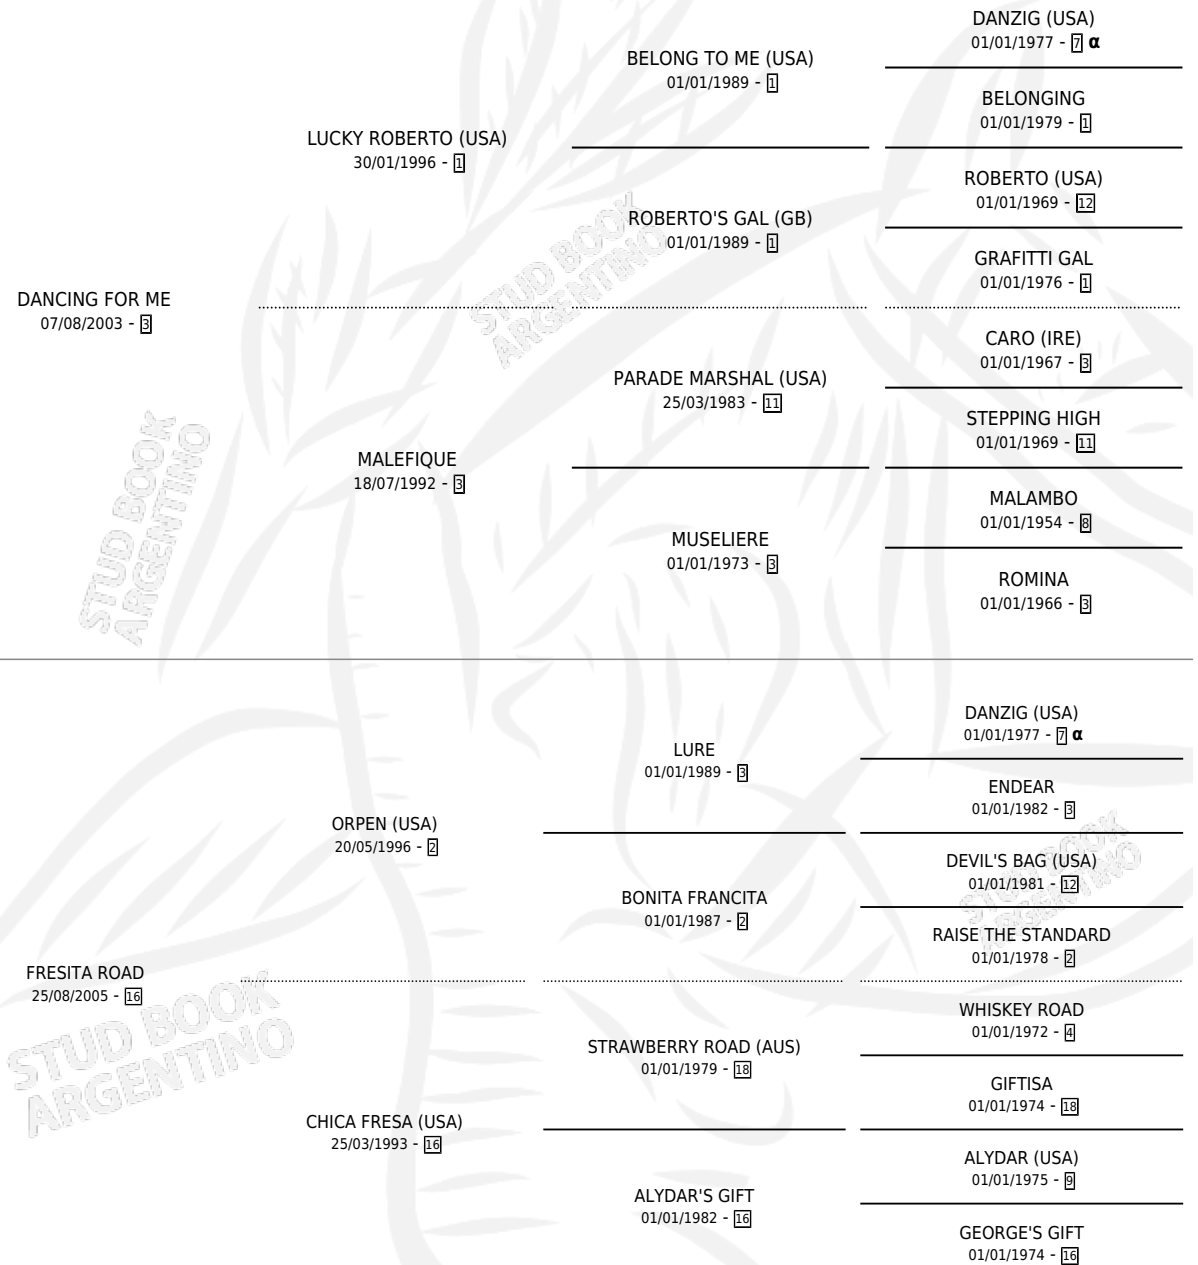 DANZIG (USA)
01/01/1977 - 7 α
BELONG TO ME (USA)
01/01/1989 - 1
BELONGING
01/01/1979 - 1
LUCKY ROBERTO (USA)
30/01/1996 - 1
ROBERTO (USA)
01/01/1969 - 12
ROBERTO'S GAL (GB)
01/01/1989 - 1
GRAFITTI GAL
01/01/1976 - 1
DANCING FOR ME
07/08/2003 - 3
CARO (IRE)
01/01/1967 - 3
PARADE MARSHAL (USA)
25/03/1983 - 11
STEPPING HIGH
01/01/1969 - 11
MALEFIQUE
18/07/1992 - 3
MALAMBO
01/01/1954 - 8
MUSELIERE
01/01/1973 - 3
ROMINA
01/01/1966 - 3
STUD BOOK
ARGENTINO
STUD BOOK
ARGENTINO
DANZIG (USA)
01/01/1977 - 7 α
LURE
01/01/1989 - 3
ENDEAR
01/01/1982 - 3
ORPEN (USA)
20/05/1996 - 2
DEVIL'S BAG (USA)
01/01/1981 - 12
BONITA FRANCITA
01/01/1987 - 2
RAISE THE STANDARD
01/01/1978 - 2
FRESITA ROAD
25/08/2005 - 16
WHISKEY ROAD
01/01/1972 - 4
STRAWBERRY ROAD (AUS)
01/01/1979 - 18
GIFTISA
01/01/1974 - 18
CHICA FRESA (USA)
25/03/1993 - 16
ALYDAR (USA)
01/01/1975 - 9
ALYDAR'S GIFT
01/01/1982 - 16
GEORGE'S GIFT
01/01/1974 - 16
STUD BOOK
ARGENTINO
STUD BOOK
ARGENTINO